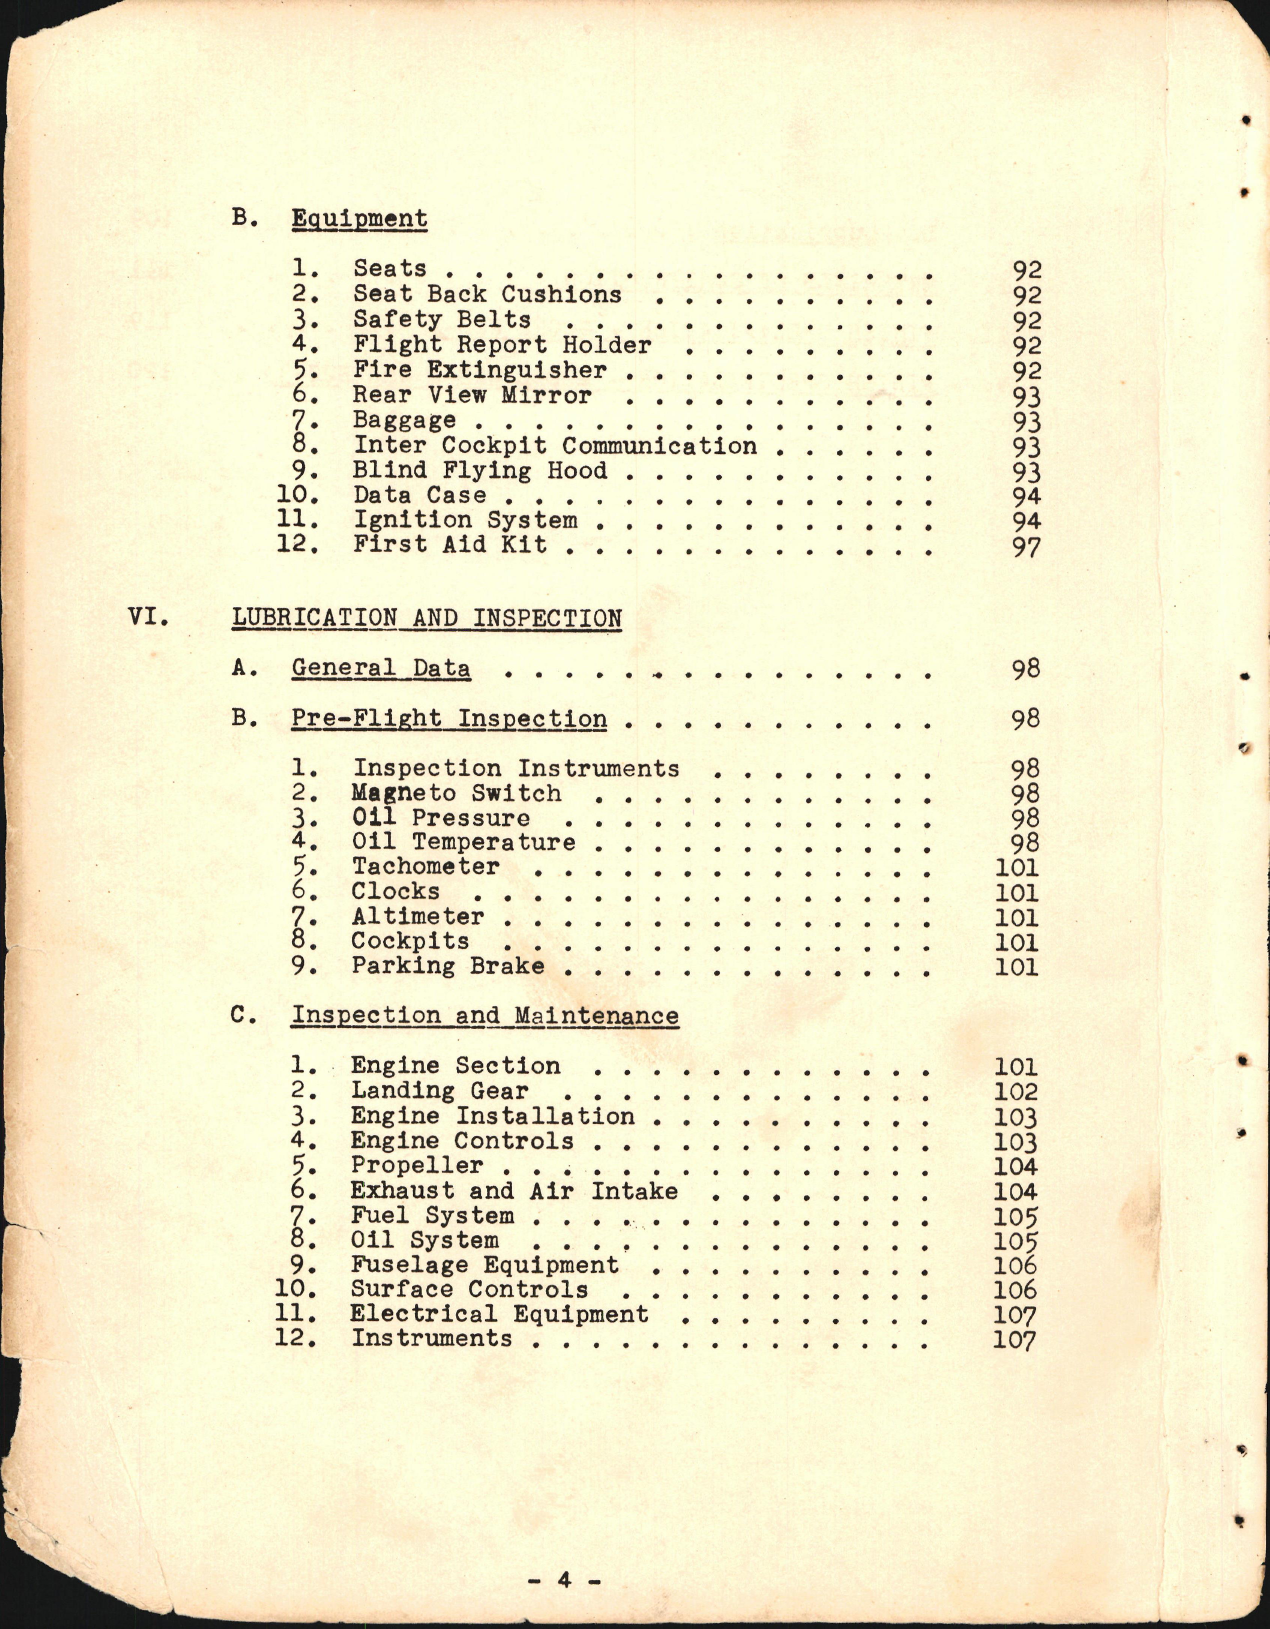 B. Equipment
1. Seats . . . . . . . . . . . . . . . . . 92
2. Seat Back Cushions . . . . . . . . . . 92
3. Safety Belts . . . . . . . . . . . . . 92
4. Flight Report Holder . . . . . . . . . 92
5. Fire Extinguisher . . . . . . . . . . . 92
6. Rear View Mirror . . . . . . . . . . . 93
7. Baggage . . . . . . . . . . . . . . . . 93
8. Inter Cockpit Communication . . . . . . 93
9. Blind Flying Hood . . . . . . . . . . . 93
10. Data Case . . . . . . . . . . . . . . . 94
11. Ignition System . . . . . . . . . . . . 94
12. First Aid Kit . . . . . . . . . . . . . 97
VI. LUBRICATION AND INSPECTION
A. General Data . . . . . . . . . . . . . . . 98
B. Pre-Flight Inspection . . . . . . . . . . . 98
1. Inspection Instruments . . . . . . . . 98
2. Magneto Switch . . . . . . . . . . . . 98
3. Oil Pressure . . . . . . . . . . . . . 98
4. Oil Temperature . . . . . . . . . . . . 98
5. Tachometer . . . . . . . . . . . . . . 101
6. Clocks . . . . . . . . . . . . . . . . 101
7. Altimeter . . . . . . . . . . . . . . . 101
8. Cockpits . . . . . . . . . . . . . . . 101
9. Parking Brake . . . . . . . . . . . . . 101
C. Inspection and Maintenance
1. Engine Section . . . . . . . . . . . . 101
2. Landing Gear . . . . . . . . . . . . . 102
3. Engine Installation . . . . . . . . . . 103
4. Engine Controls . . . . . . . . . . . . 103
5. Propeller . . . . . . . . . . . . . . . 104
6. Exhaust and Air Intake . . . . . . . . 104
7. Fuel System . . . . . . . . . . . . . . 105
8. Oil System . . . . . . . . . . . . . . 105
9. Fuselage Equipment . . . . . . . . . . 106
10. Surface Controls . . . . . . . . . . . 106
11. Electrical Equipment . . . . . . . . . 107
12. Instruments . . . . . . . . . . . . . . 107
- 4 -